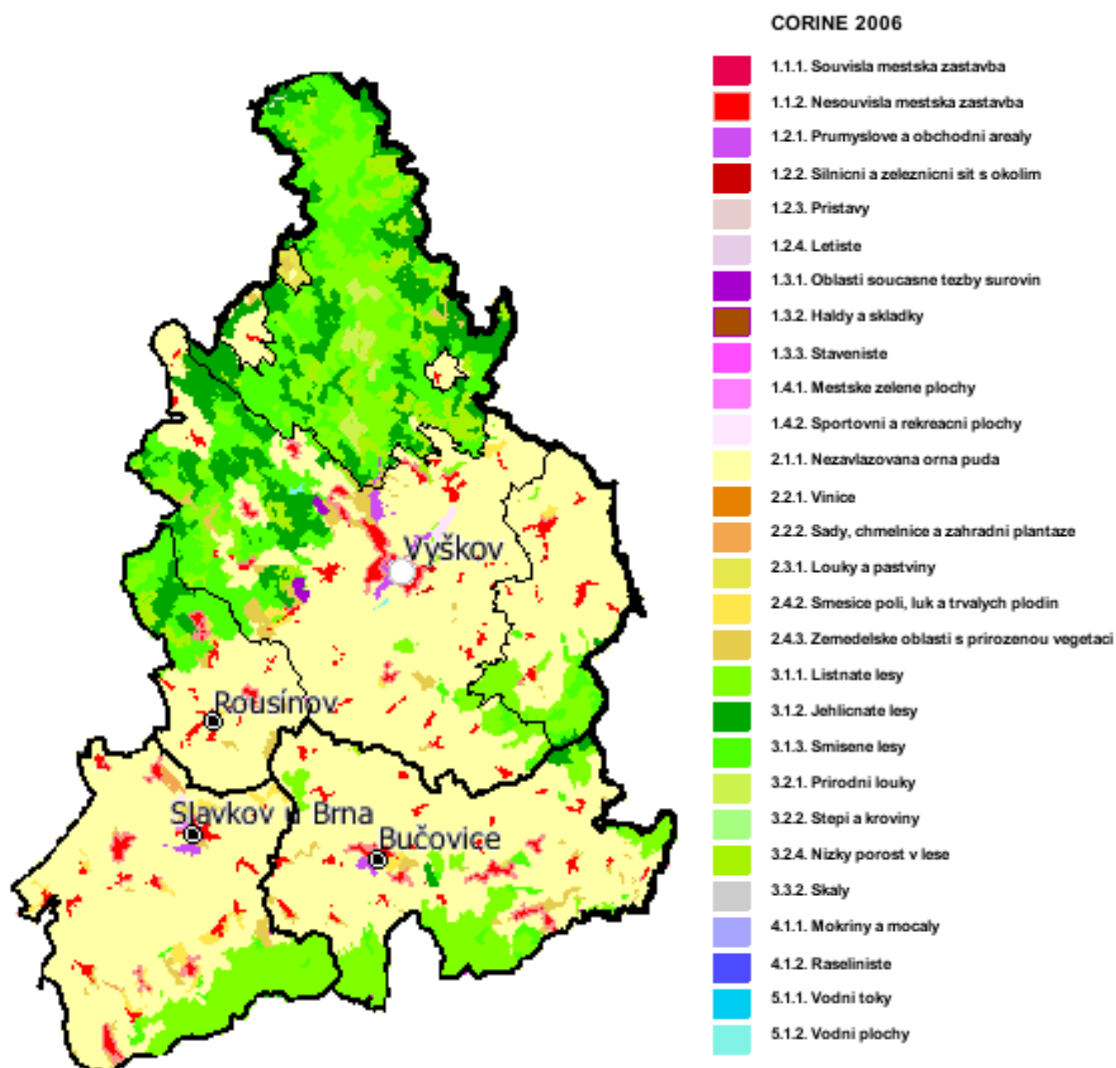 CORINE 2006
1.1.1. Souvisla mestska zastavba
1.1.2. Nesouvisla mestska zastavba
1.2.1. Prumyslove a obchodni arealy
1.2.2. Silnicni a zeleznicni sit s okolim
1.2.3. Pristavy
1.2.4. Letiste
1.3.1. Oblasti soucasne tezby surovin
1.3.2. Haldy a skladky
1.3.3. Staveniste
1.4.1. Mestske zelene plochy
1.4.2. Sportovni a rekreacni plochy
2.1.1. Nezavlazovana orna puda
2.2.1. Vinice
2.2.2. Sady, chmelnice a zahradni plantaze
2.3.1. Louky a pastviny
2.4.2. Smesice poli, luk a trvalych plodin
2.4.3. Zemedelske oblasti s prirozenou vegetaci
3.1.1. Listnate lesy
3.1.2. Jehlicnate lesy
3.1.3. Smisene lesy
3.2.1. Prirodni louky
3.2.2. Stepi a kroviny
3.2.4. Nizky porost v lese
3.3.2. Skaly
4.1.1. Mokriny a mocaly
4.1.2. Raseliniste
5.1.1. Vodni toky
5.1.2. Vodni plochy
Vyškov
Rousínov
Slavkov u Brna
Bučovice